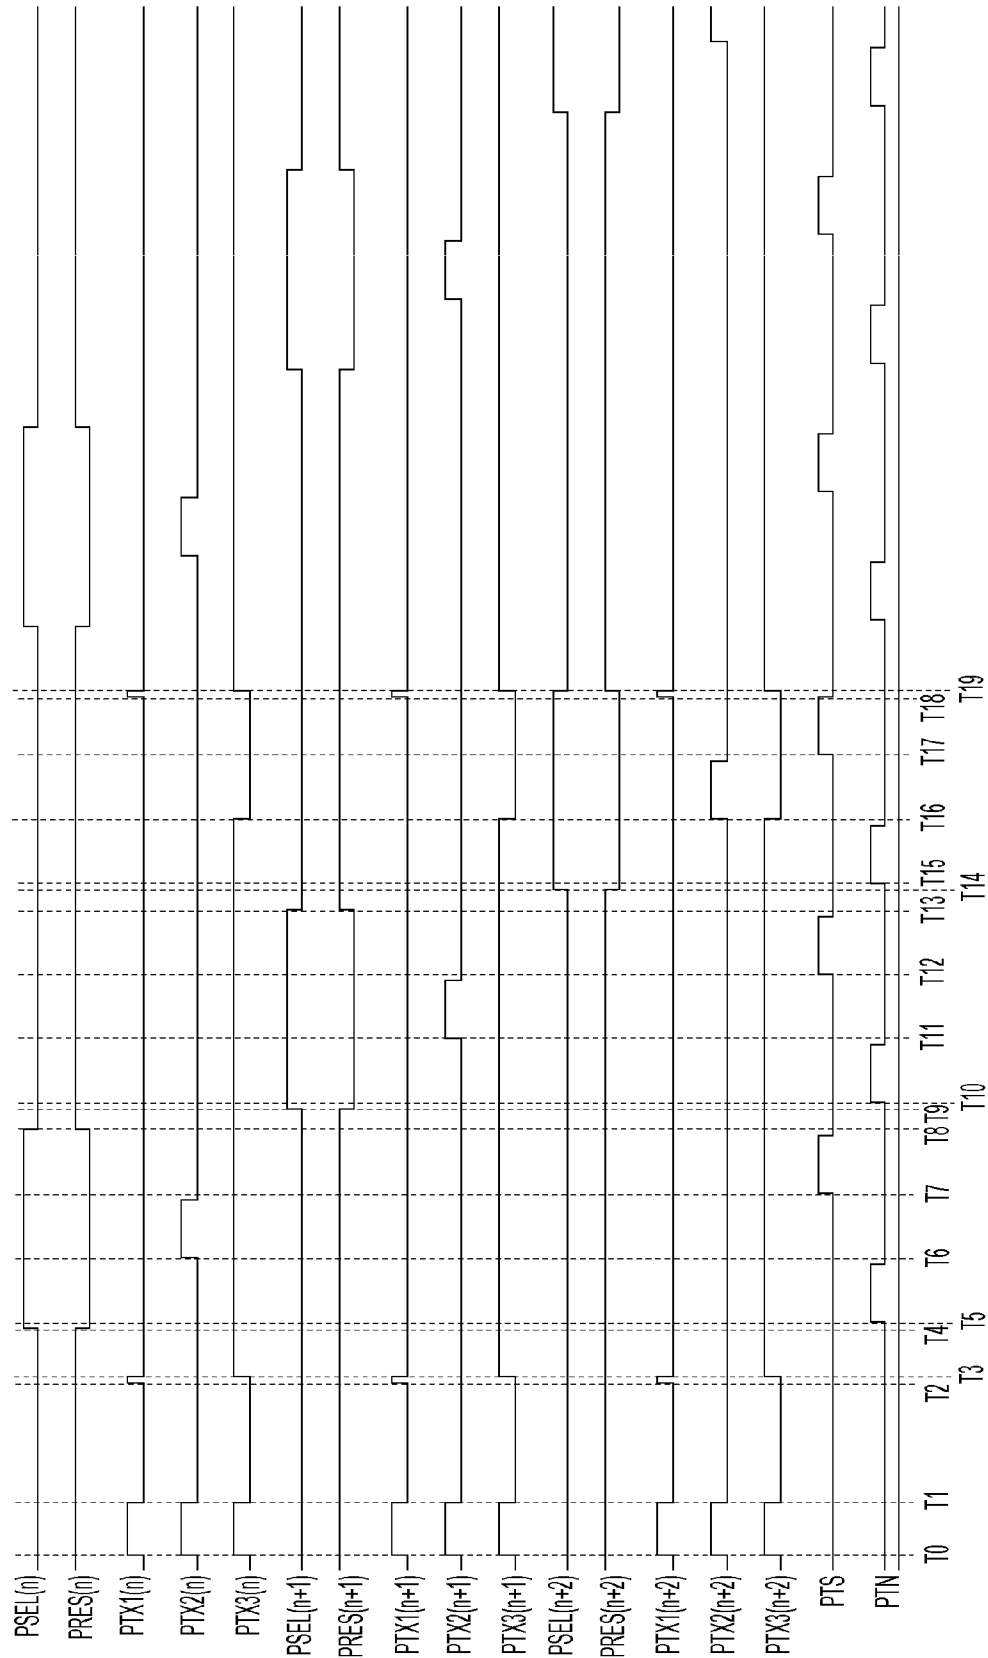 PSEL(n)
PRES(n)
PTX1(n)
PTX2(n)
PTX3(n)
PSEL(n+1)
PRES(n+1)
PTX1(n+1)
PTX2(n+1)
PTX3(n+1)
PSEL(n+2)
PRES(n+2)
PTX1(n+2)
PTX2(n+2)
PTX3(n+2)
PTS
PTN
T0
T1
T2
T3
T4
T5
T6
T7
T8
T9
T10
T11
T12
T13
T14
T15
T16
T17
T18
T19